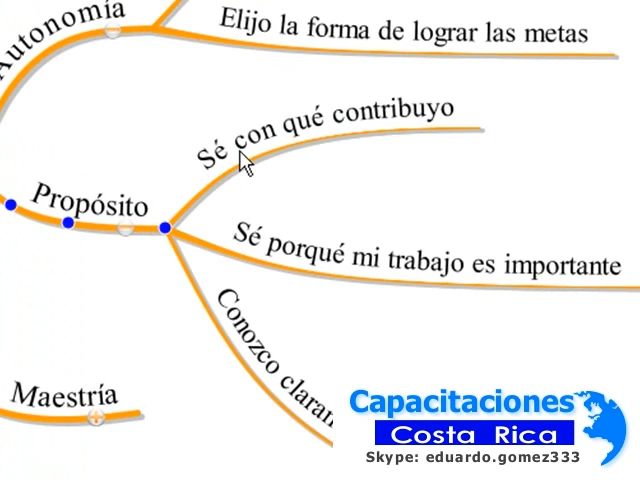 Autonomía
Elijo la forma de lograr las metas
Sé con qué contribuyo
Propósito
Sé porqué mi trabajo es importante
Conozco
Maestría
Capacitaciones
Costa Rica
Skype: eduardo.gomez333